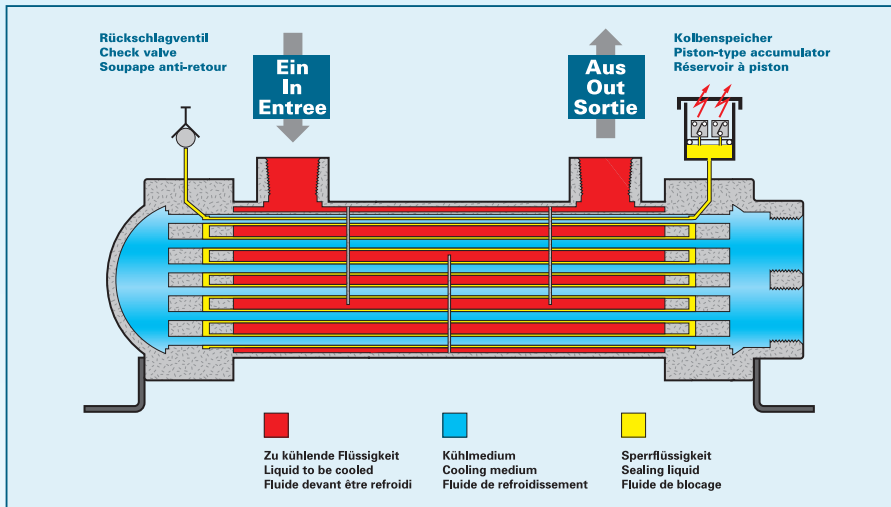 Rückschlagventil
Check valve
Soupape anti-retour
Ein
In
Entree
Aus
Out
Sortie
Kolbenspeicher
Piston-type accumulator
Réservoir à piston
Zu kühlende Flüssigkeit
Liquid to be cooled
Fluide devant être refroidi
Kühlmedium
Cooling medium
Fluide de refroidissement
Sperrflüssigkeit
Sealing liquid
Fluide de blocage